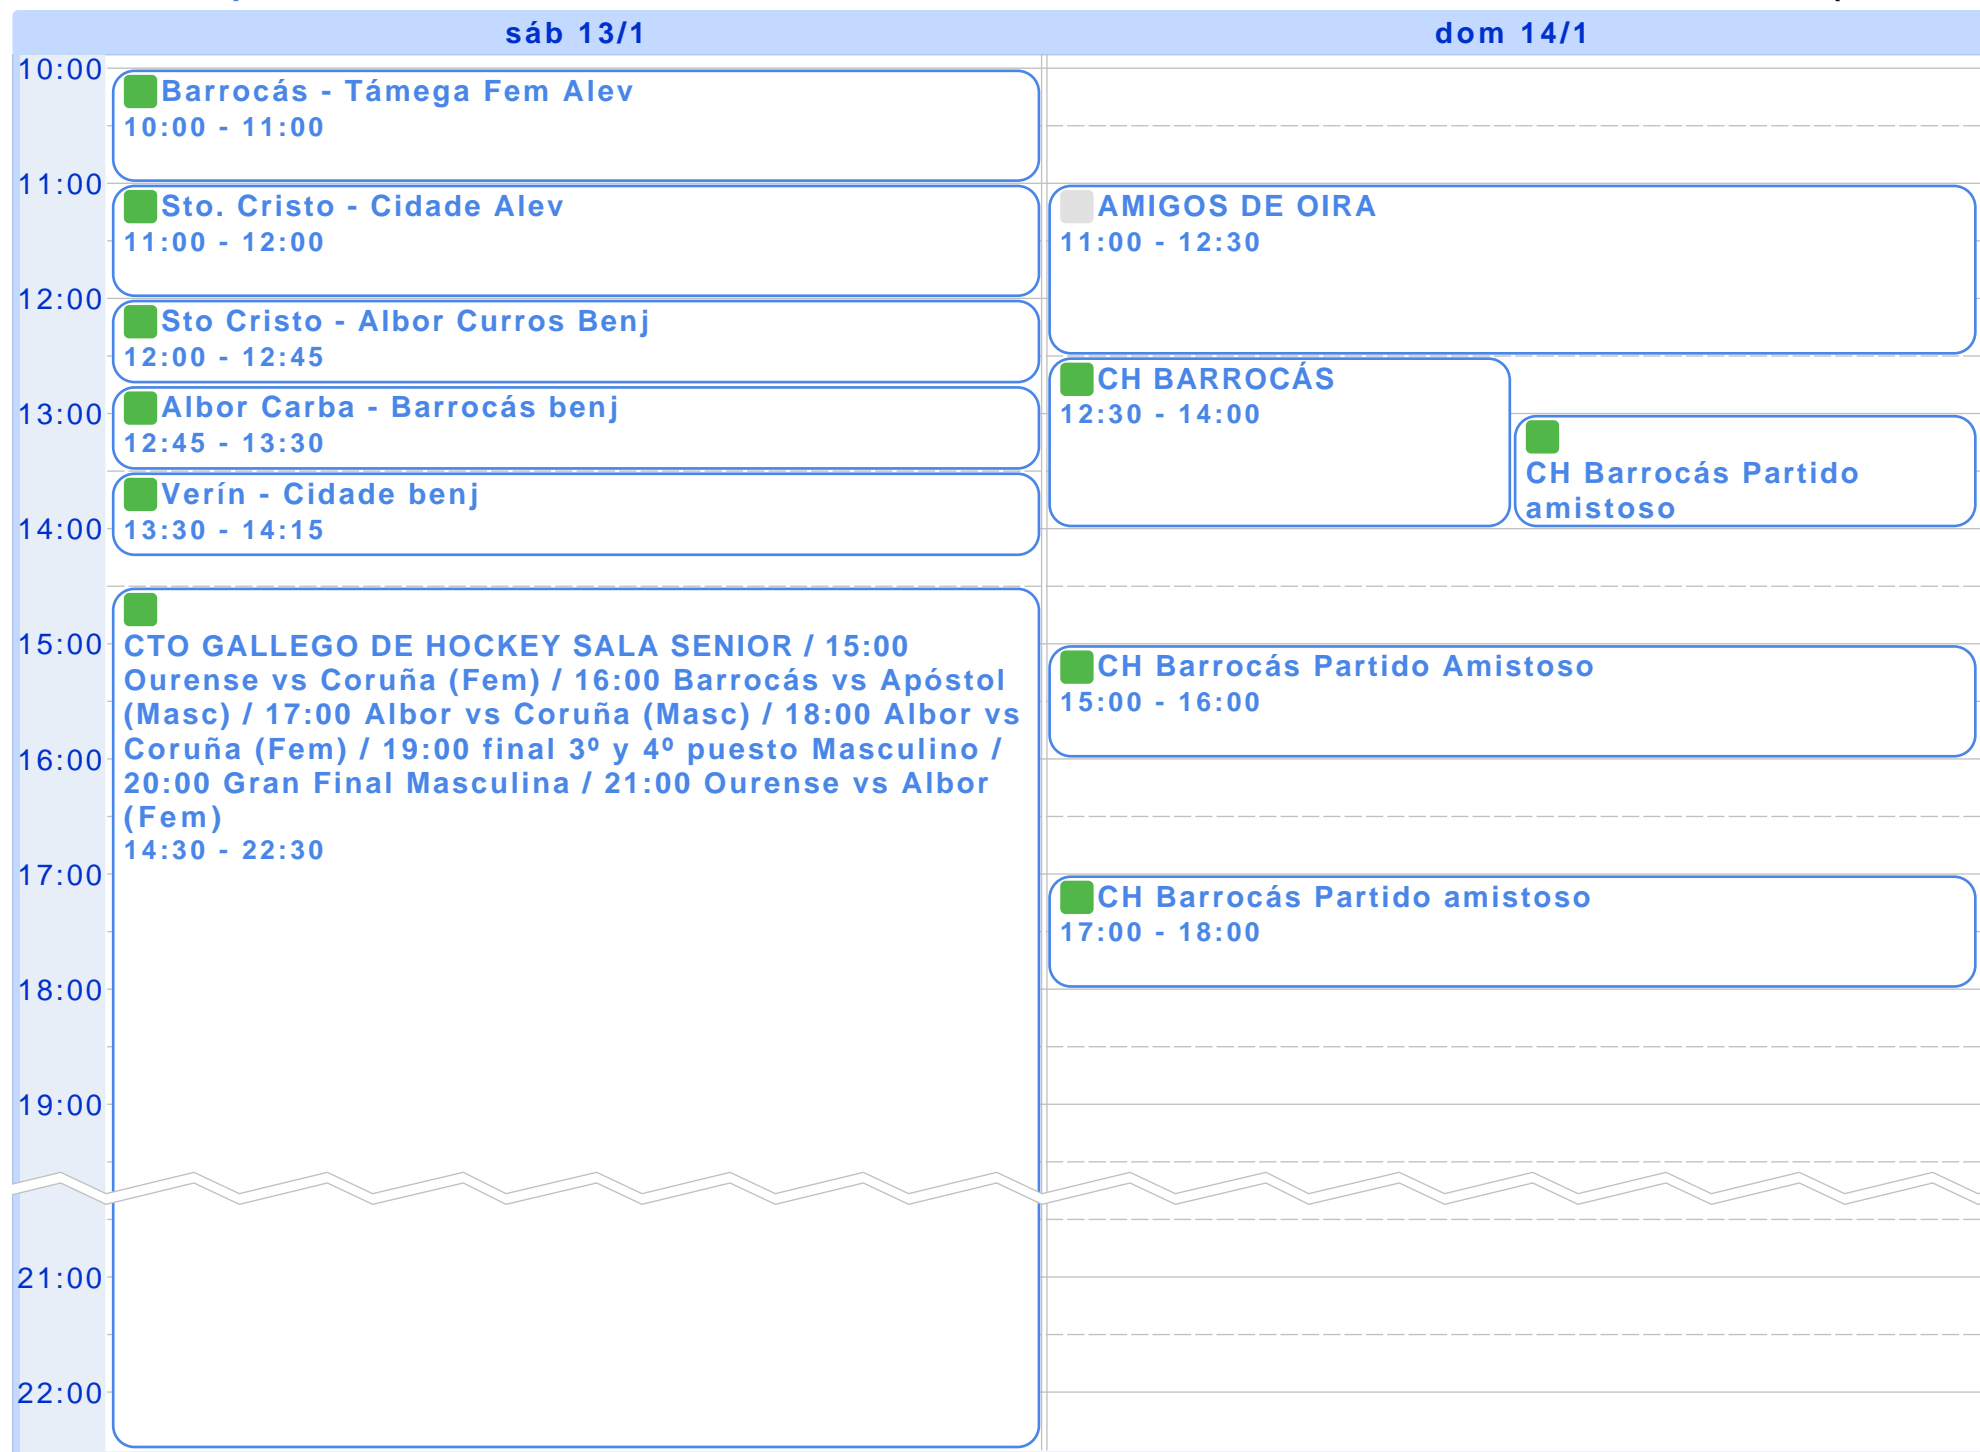 sáb 13/1
dom 14/1
10:00
11:00
12:00
13:00
14:00
15:00
16:00
17:00
18:00
19:00
21:00
22:00
Barrocás - Támega Fem Alev
10:00 - 11:00
Sto. Cristo - Cidade Alev
11:00 - 12:00
Sto Cristo - Albor Curros Benj
12:00 - 12:45
Albor Carba - Barrocás benj
12:45 - 13:30
Verín - Cidade benj
13:30 - 14:15
CTO GALLEGO DE HOCKEY SALA SENIOR / 15:00
Ourense vs Coruña (Fem) / 16:00 Barrocás vs Apóstol
(Masc) / 17:00 Albor vs Coruña (Masc) / 18:00 Albor vs
Coruña (Fem) / 19:00 final 3º y 4º puesto Masculino /
20:00 Gran Final Masculina / 21:00 Ourense vs Albor
(Fem)
14:30 - 22:30
AMIGOS DE OIRA
11:00 - 12:30
CH BARROCÁS
12:30 - 14:00
CH Barrocás Partido
amistoso
CH Barrocás Partido Amistoso
15:00 - 16:00
CH Barrocás Partido amistoso
17:00 - 18:00